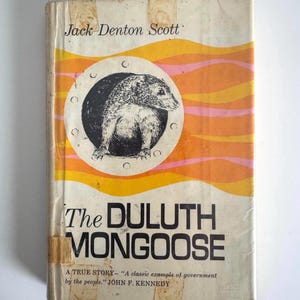 Jack Denton Scott
The DULUTH
MONGOOSE
A TRUE STORY— "A classic example of government
by the people." JOHN F. KENNEDY